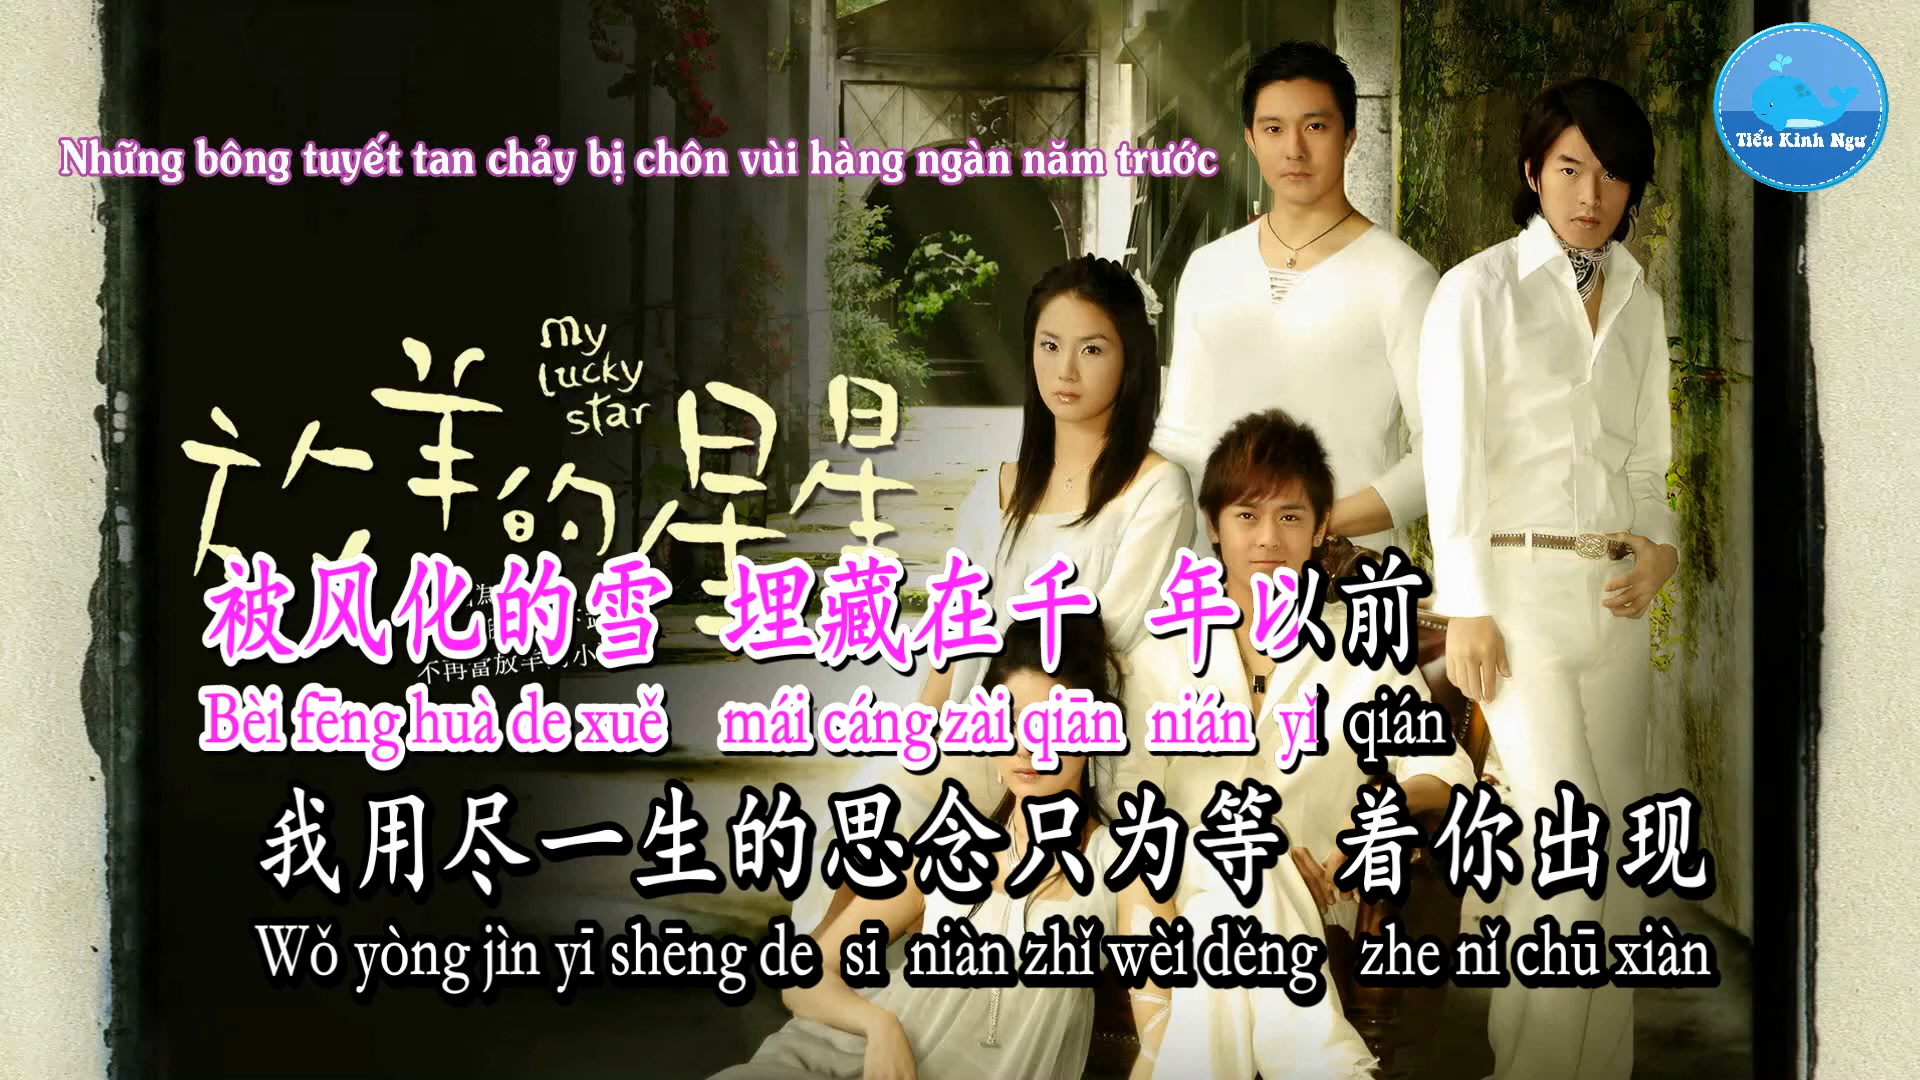 Tiểu Kình Ngư
Những bông tuyết tan chảy bị chôn vùi hàng ngàn năm trước
my
lucky
star
放羊的星星
不再當放羊的小
被风化的雪 埋藏在千 年以前
Bèi fēng huà de xuě mái cáng zài qiān nián yǐ qián
我用尽一生的思念只为等 着你出现
Wǒ yòng jìn yī shēng de sī niàn zhǐ wèi děng zhe nǐ chū xiàn